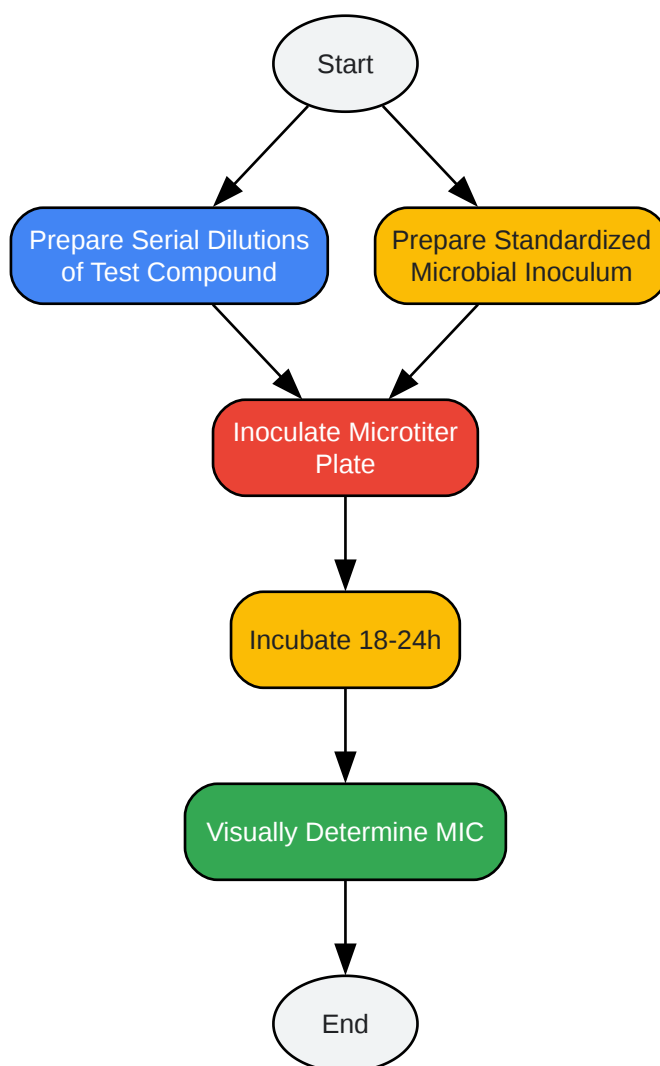 Start
Prepare Serial Dilutions
of Test Compound
Prepare Standardized
Microbial Inoculum
Inoculate Microtiter
Plate
Incubate 18-24h
Visually Determine MIC
End